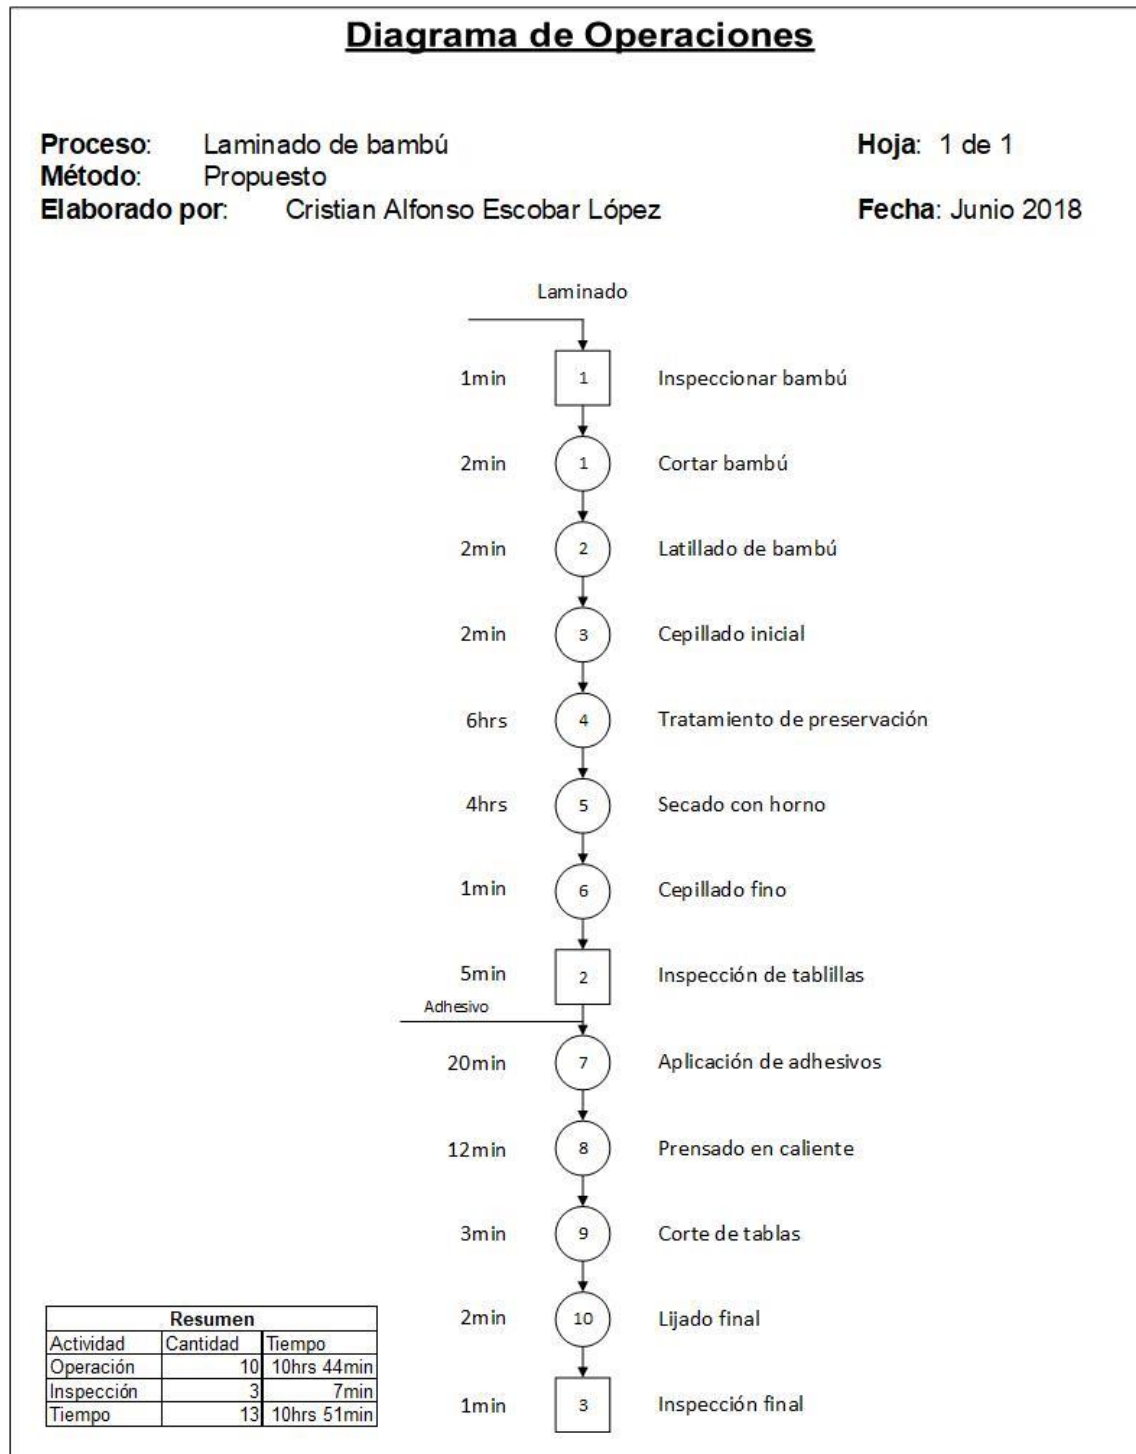 Diagrama de Operaciones
Proceso: Laminado de bambú Hoja: 1 de 1
Método: Propuesto
Elaborado por: Cristian Alfonso Escobar López Fecha: Junio 2018
Laminado
1min 1 Inspeccionar bambú
2min 1 Cortar bambú
2min 2 Latillado de bambú
2min 3 Cepillado inicial
6hrs 4 Tratamiento de preservación
4hrs 5 Secado con horno
1min 6 Cepillado fino
5min 2 Inspección de tablillas
Adhesivo
20min 7 Aplicación de adhesivos
12min 8 Prensado en caliente
3min 9 Corte de tablas
2min 10 Lijado final
1min 3 Inspección final
Resumen
Actividad Cantidad Tiempo
Operación 10 10hrs 44min
Inspección 3 7min
Tiempo 13 10hrs 51min